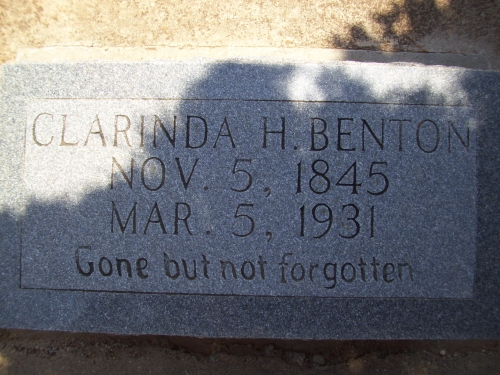 CLARINDA H. BENTON
NOV. 5, 1845
MAR. 5, 1931
Gone but not forgotten